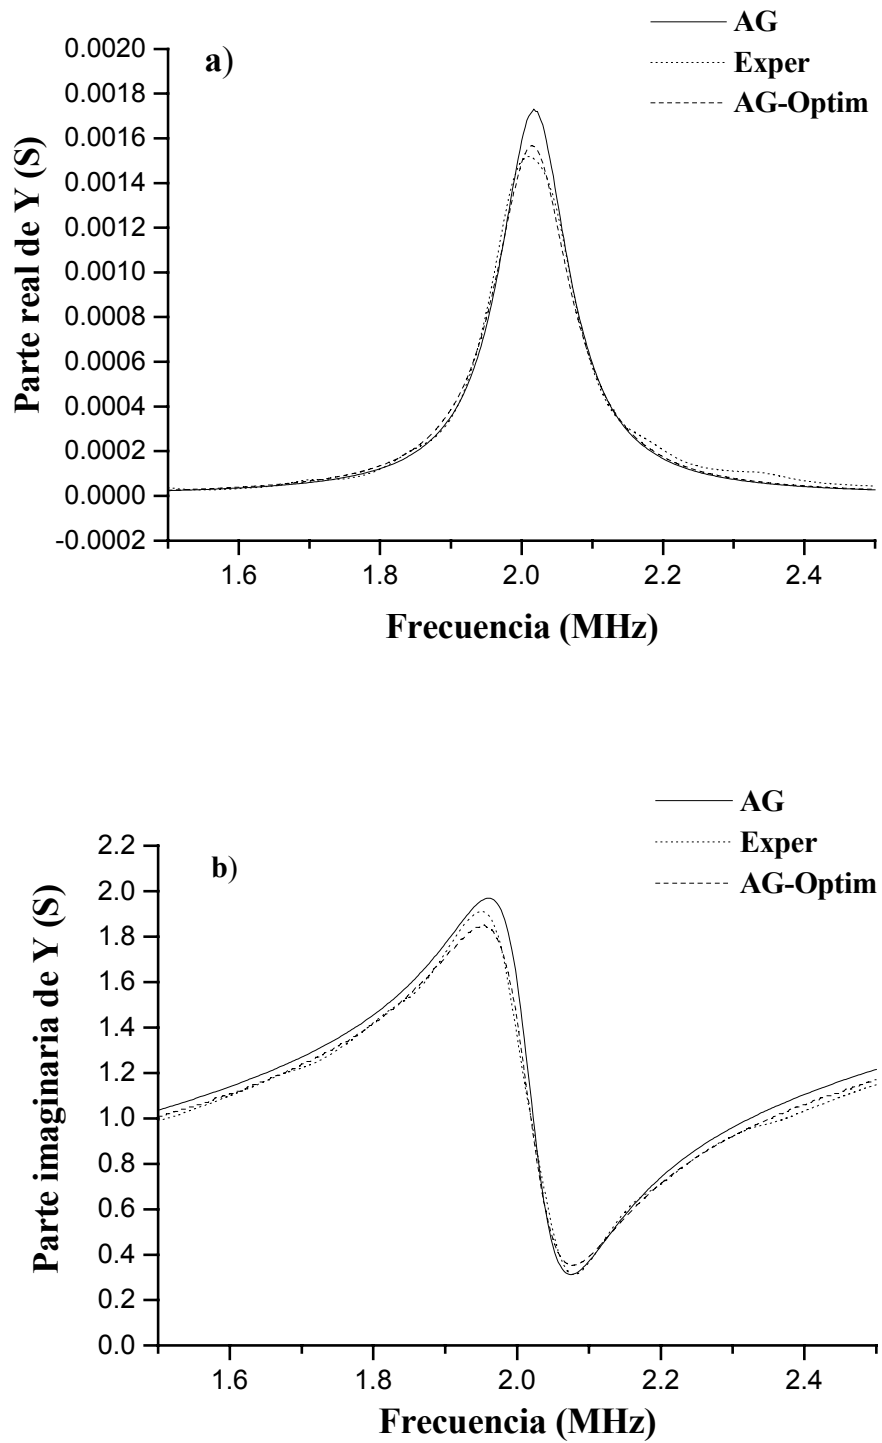 AG
Exper
AG-Optim
a)
0.0020
0.0018
0.0016
0.0014
0.0012
0.0010
0.0008
0.0006
0.0004
0.0002
0.0000
-0.0002
Parte real de Y (S)
1.6 1.8 2.0 2.2 2.4
Frecuencia (MHz)
AG
Exper
AG-Optim
b)
2.2
2.0
1.8
1.6
1.4
1.2
1.0
0.8
0.6
0.4
0.2
0.0
Parte imaginaria de Y (S)
1.6 1.8 2.0 2.2 2.4
Frecuencia (MHz)